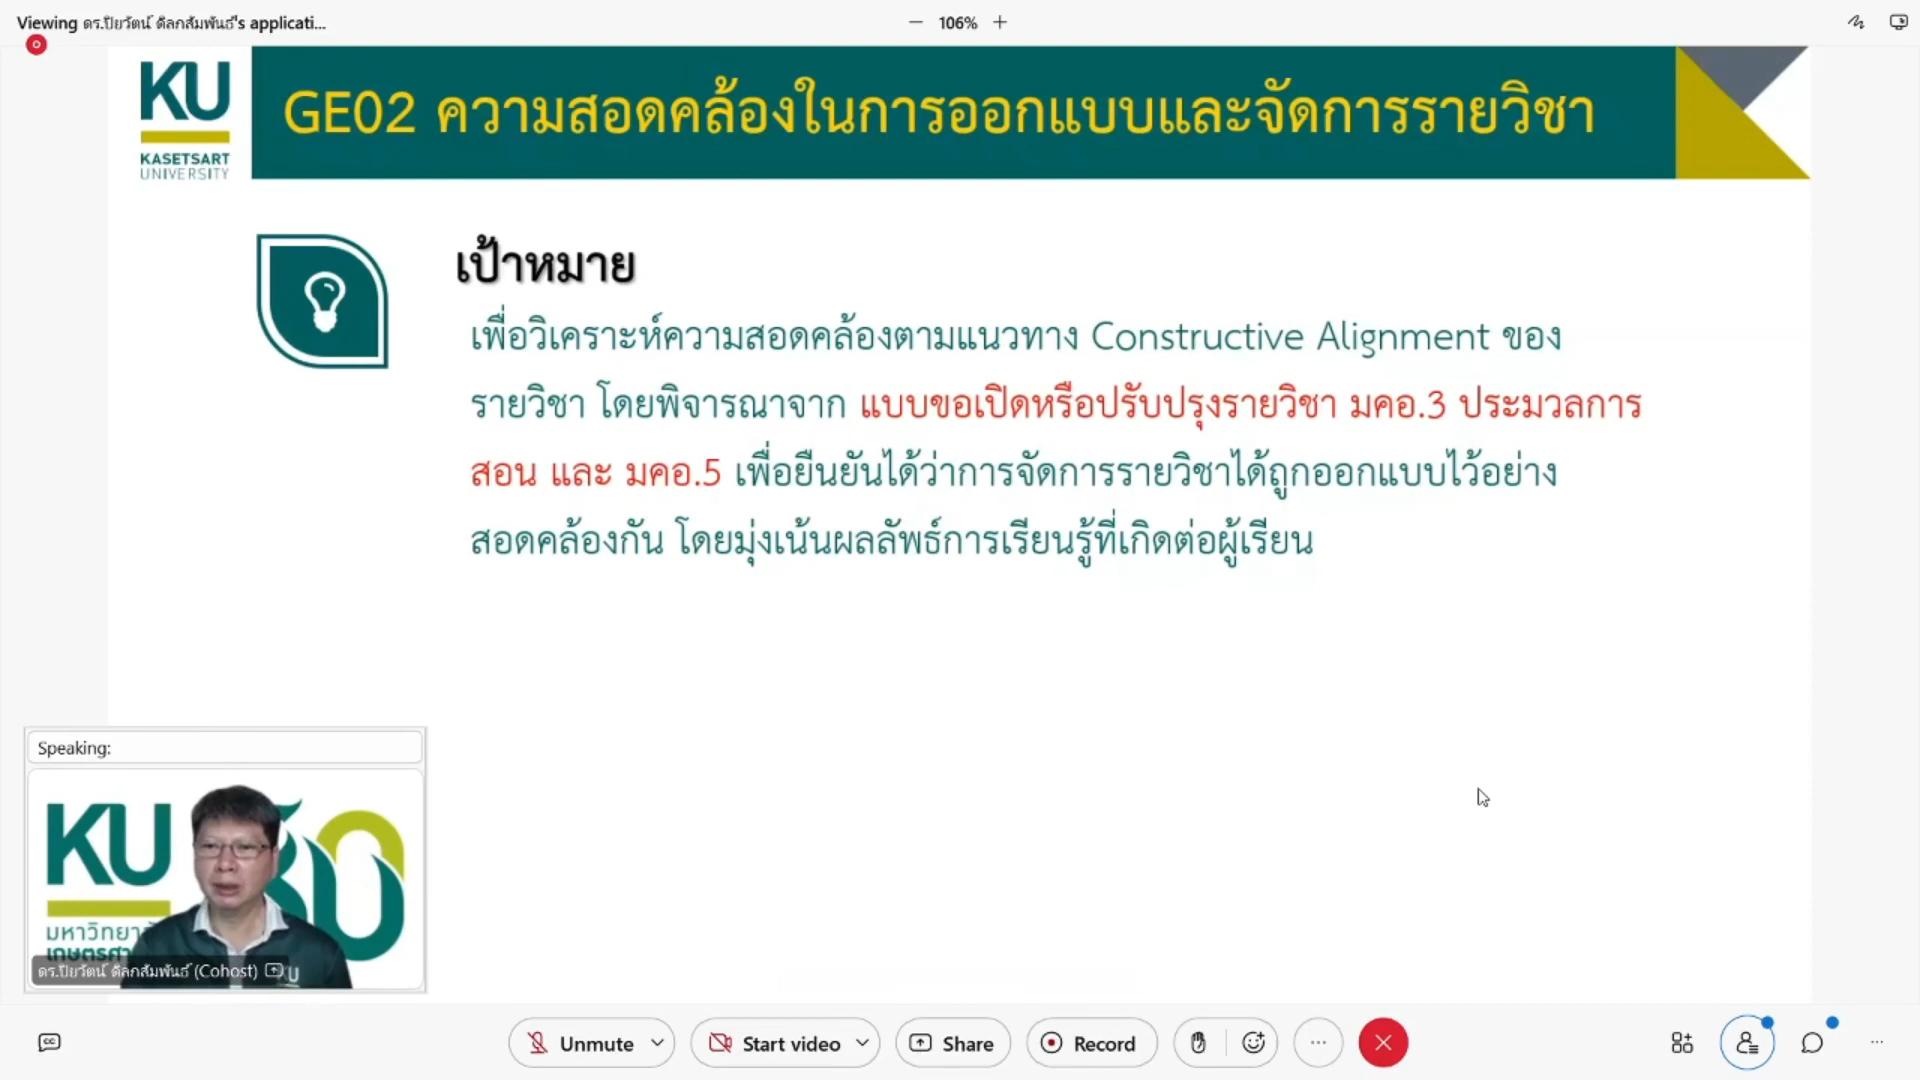 Viewing ดร.ปิยวัตน์ ดิลกสัมพันธ์'s applicati...
106%
KU
KASETSART
UNIVERSITY
GE02 ความสอดคล้องในการออกแบบและจัดการรายวิชา
เป้าหมาย
เพื่อวิเคราะห์ความสอดคล้องตามแนวทาง Constructive Alignment ของ
รายวิชา โดยพิจารณาจาก แบบขอเปิดหรือปรับปรุงรายวิชา มคอ.3 ประมวลการ
สอน และ มคอ.5 เพื่อยืนยันได้ว่าการจัดการรายวิชาได้ถูกออกแบบไว้อย่าง
สอดคล้องกัน โดยมุ่งเน้นผลลัพธ์การเรียนรู้ที่เกิดต่อผู้เรียน
Speaking:
KU
ดร.ปิยวัตน์ ดิลกสัมพันธ์ (Cohost)
Unmute
Start video
Share
Record